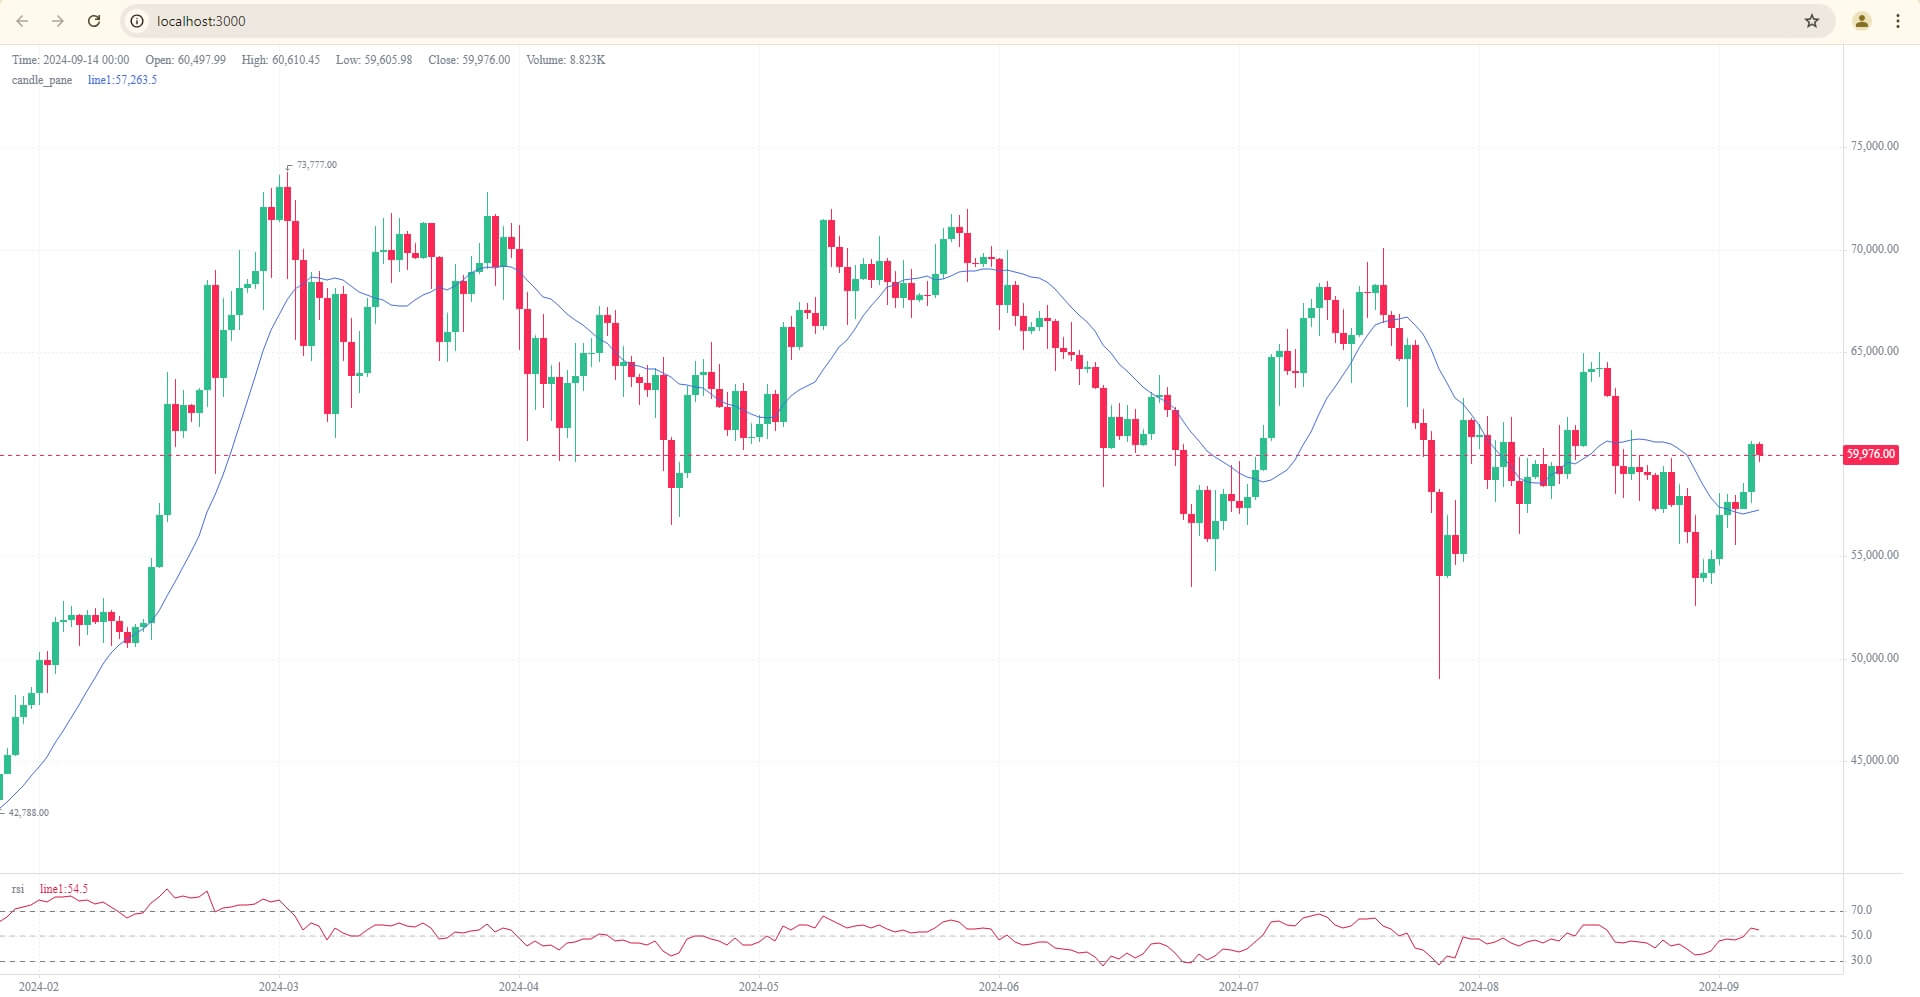 localhost:3000
Time: 2024-09-14 00:00 Open: 60,497.99 High: 60,610.45 Low: 59,605.98 Close: 59,976.00 Volume: 8.823K
candle_pane line1:57,263.5
73,777.00
75,000.00
70,000.00
65,000.00
59,976.00
55,000.00
50,000.00
45,000.00
42,788.00
rsi line1:54.5
70.0
50.0
30.0
2024-02 2024-03 2024-04 2024-05 2024-06 2024-07 2024-08 2024-09